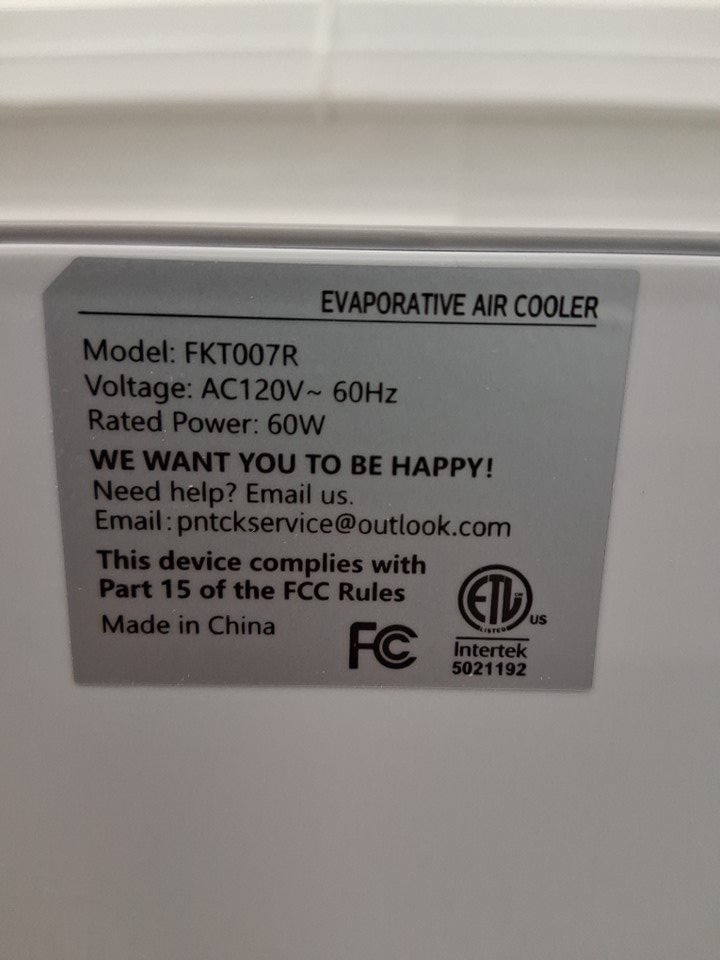 EVAPORATIVE AIR COOLER
Model: FKT007R
Voltage: AC120V~ 60Hz
Rated Power: 60W
WE WANT YOU TO BE HAPPY!
Need help? Email us.
Email:pntckservice@outlook.com
This device complies with
Part 15 of the FCC Rules
Made in China
FC
ETL
LISTED
US
Intertek
5021192